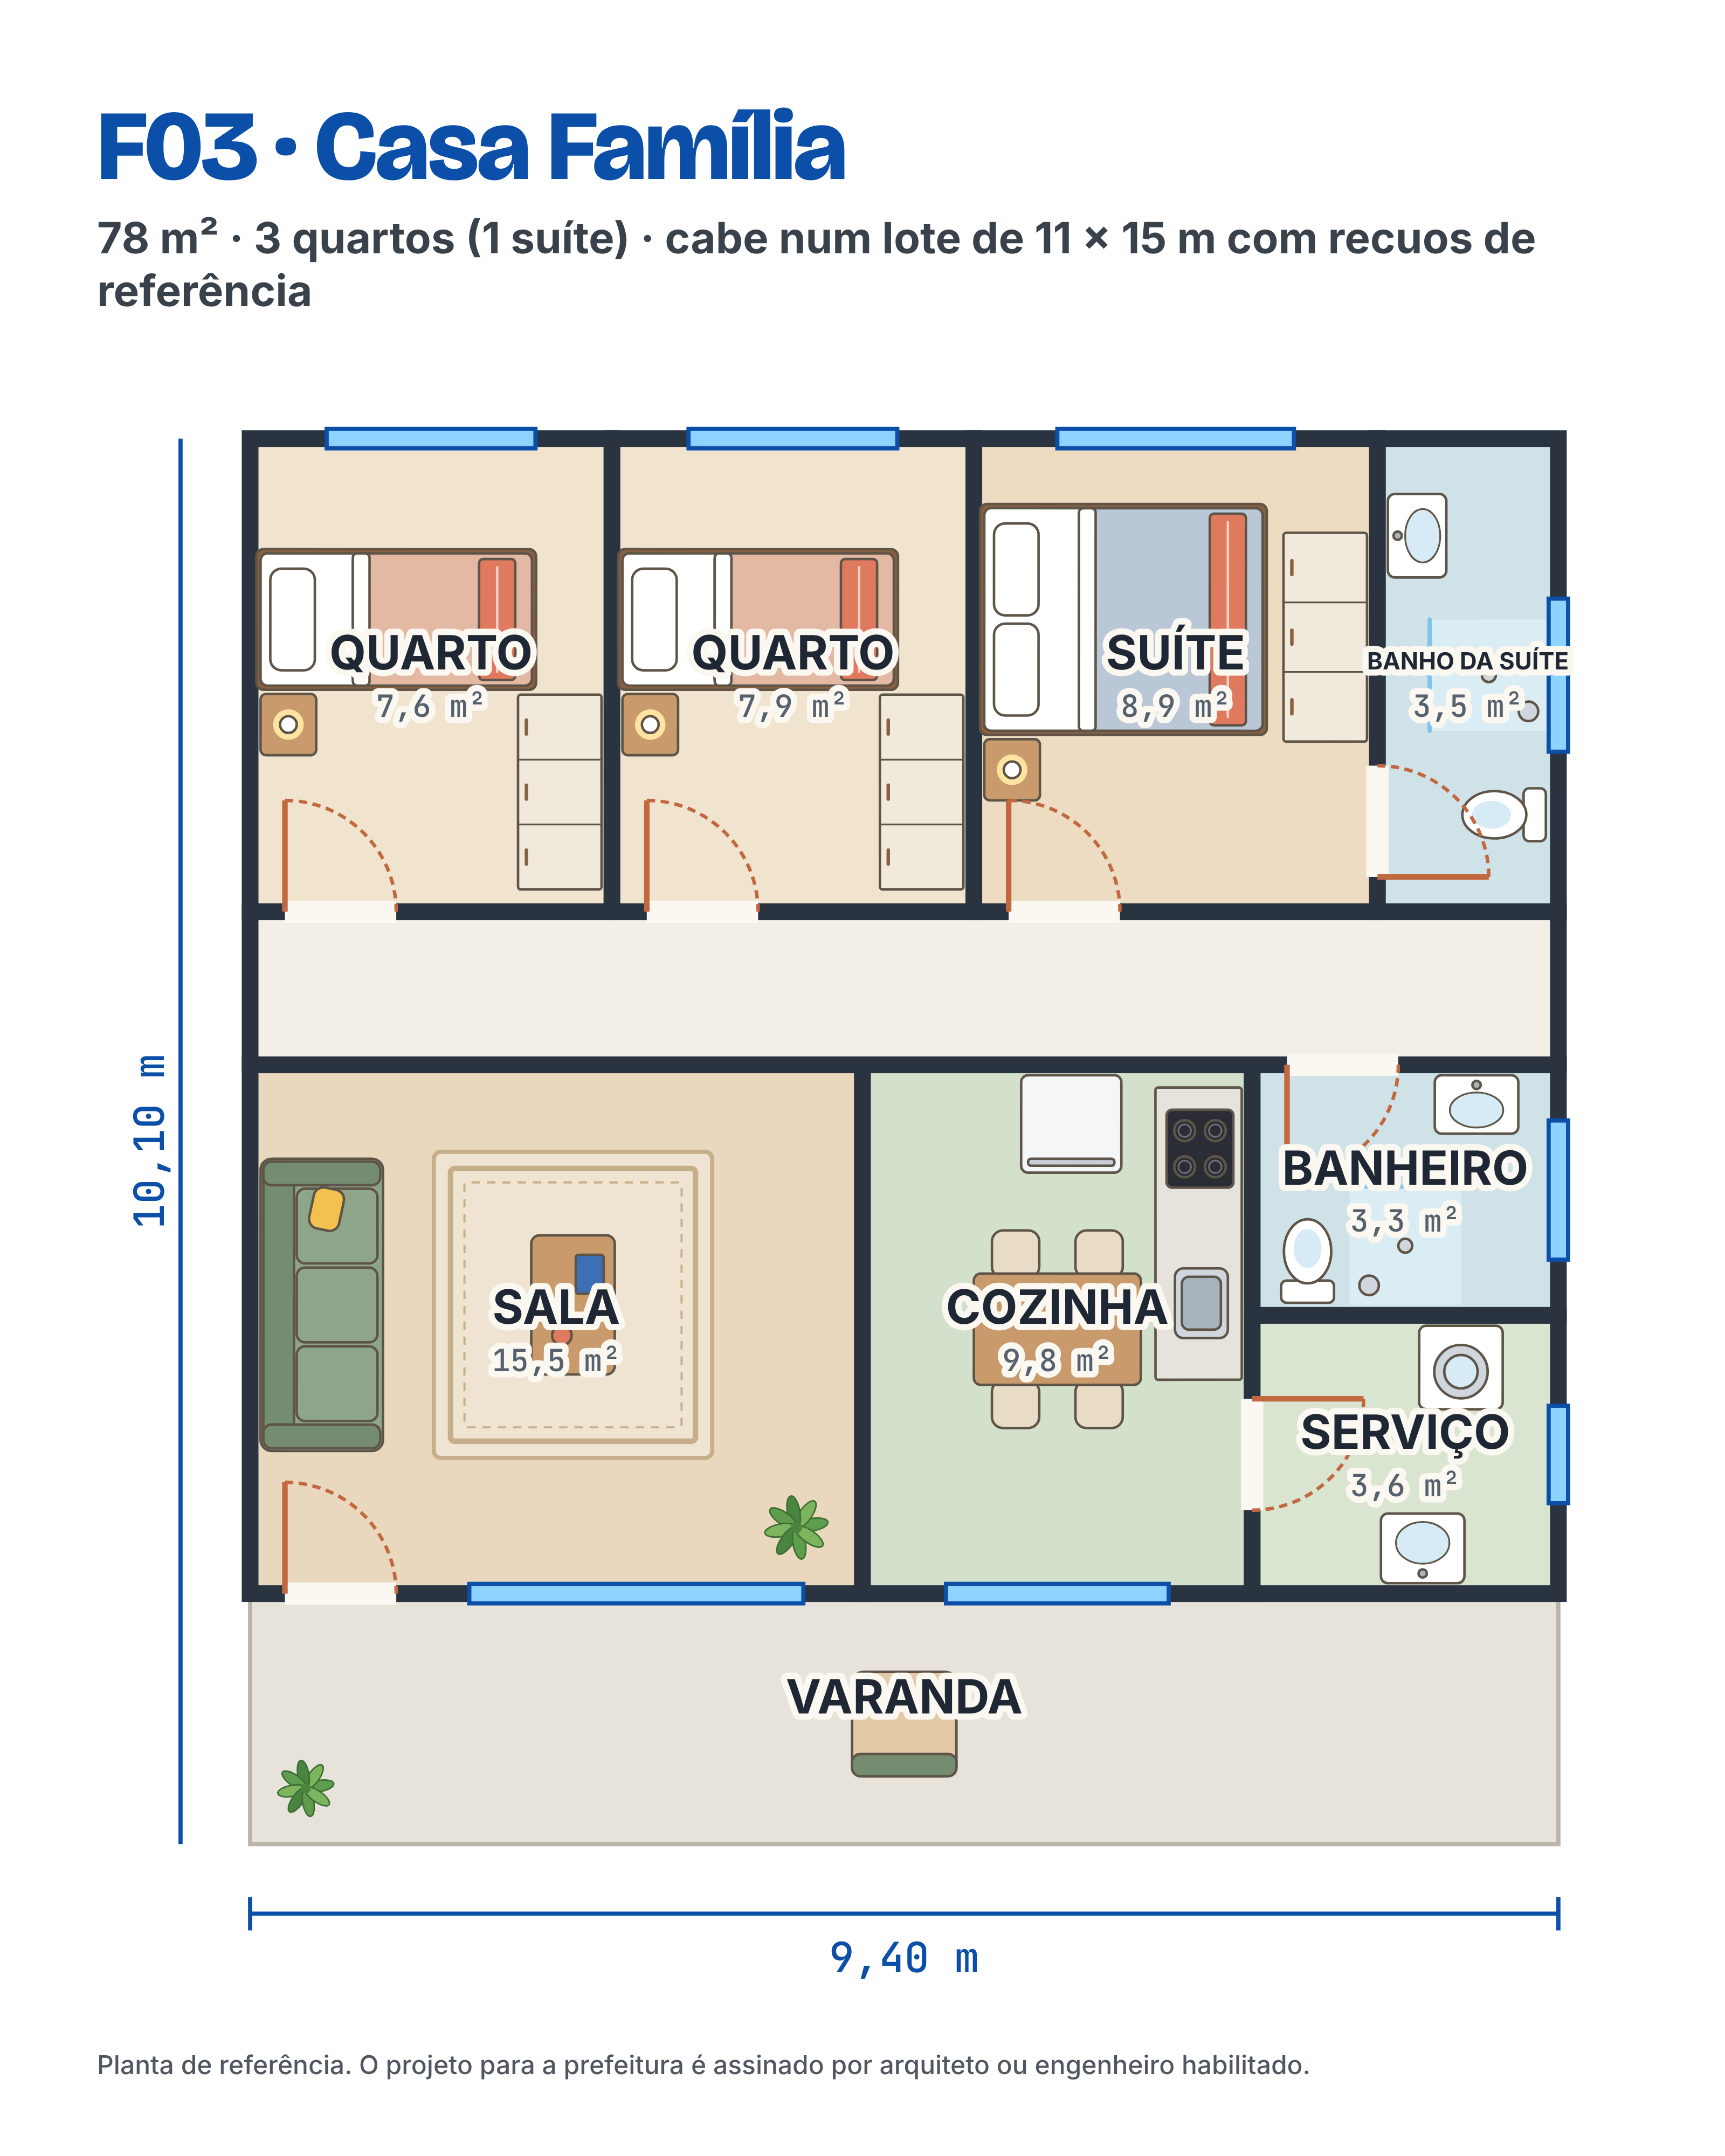 F03 · Casa Família
78 m² · 3 quartos (1 suíte) · cabe num lote de 11 × 15 m com recuos de
referência
QUARTO
7,6 m²
QUARTO
7,9 m²
SUÍTE
8,9 m²
BANHO DA SUÍTE
3,5 m²
10,10 m
SALA
15,5 m²
COZINHA
9,8 m²
BANHEIRO
3,3 m²
SERVIÇO
3,6 m²
VARANDA
9,40 m
Planta de referência. O projeto para a prefeitura é assinado por arquiteto ou engenheiro habilitado.